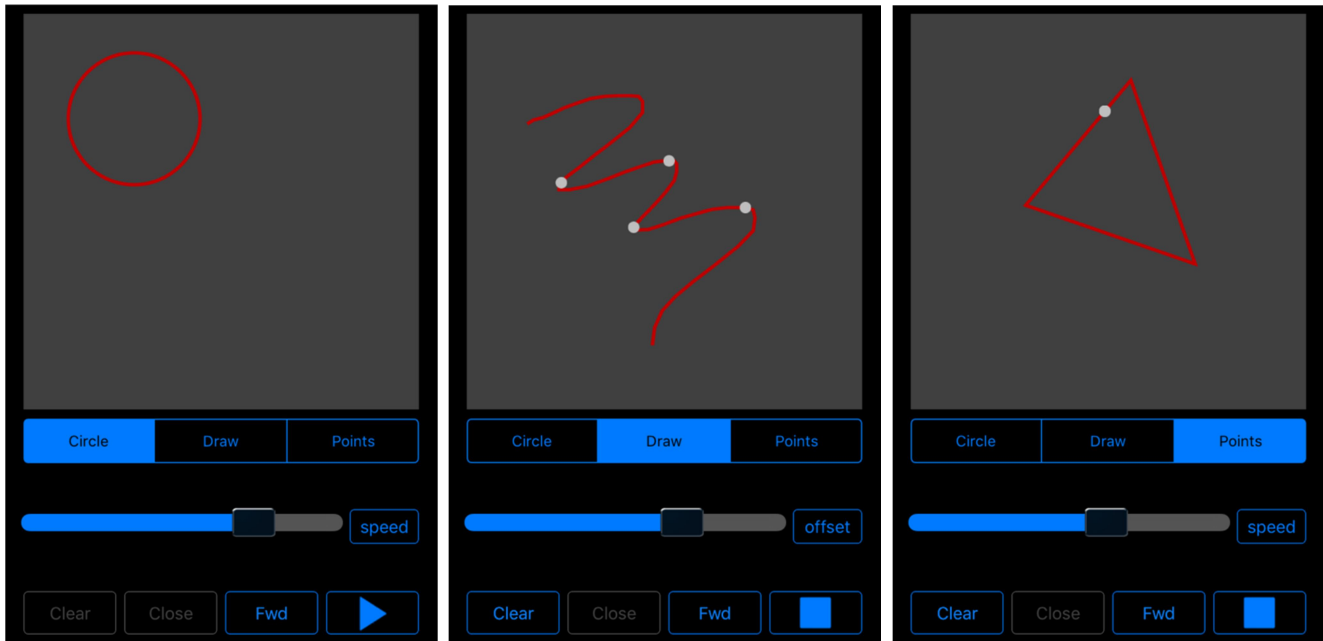 Circle Draw Points
speed
Clear Close Fwd
Circle Draw Points
offset
Clear Close Fwd
Circle Draw Points
speed
Clear Close Fwd